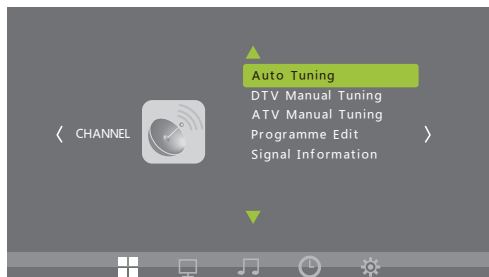 Auto Tuning
DTV Manual Tuning
ATV Manual Tuning
CHANNEL
Programme Edit
Signal Information